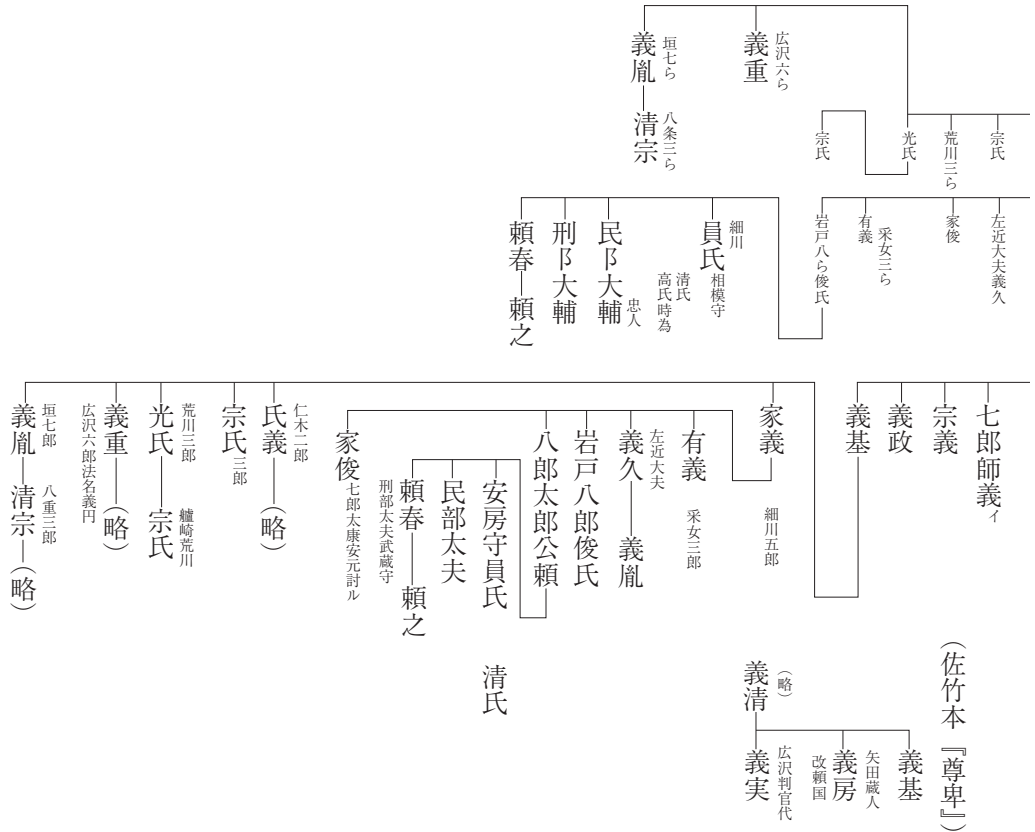 宗氏
荒川三ら
光氏
宗氏
広沢六ら
義重
垣七ら
義胤
八条三ら
清宗
左近大夫義久
家俊
采女三ら
有義
岩戸八ら俊氏
細川
員氏
相模守
清氏
高氏時為
忠人
民阝大輔
刑阝大輔
頼春
頼之
七郎師義ィ
宗義
義政
義基
家義
細川五郎
有義
采女三郎
左近大夫
義久
義胤
岩戸八郎俊氏
八郎太郎公頼
安房守員氏
清氏
民部太夫
頼春
頼之
刑部太夫武蔵守
家俊
七郎太康安元討ル
仁木二郎
氏義
(略)
宗氏
三郎
荒川三郎
光氏
宗氏
艫崎荒川
義重
(略)
広沢六郎法名義円
垣七郎
義胤
八重三郎
清宗
(略)
(佐竹本『尊卑』)
(略)
義清
義基
矢田蔵人
義房
改頼国
広沢判官代
義実